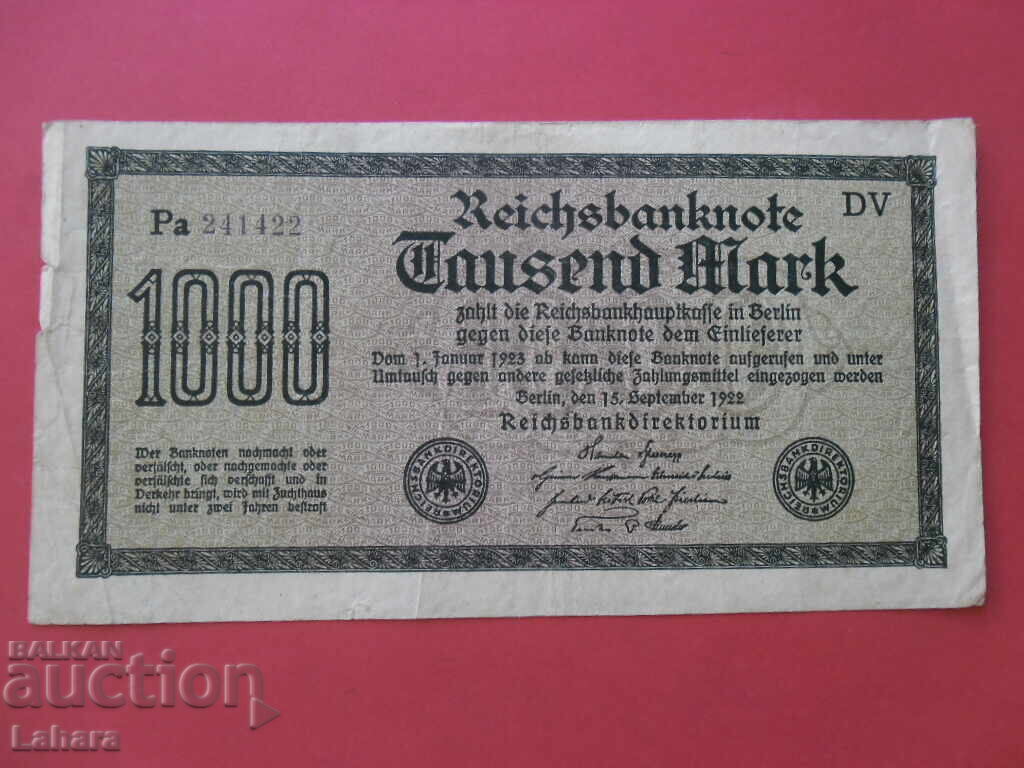 Pa 241422
DV
1000
Reichsbanknote
Tausend Mark
zahlt die Reichsbankhauptkasse in Berlin
gegen diese Banknote dem Einlieferer
Vom 1. Januar 1923 ab kann diese Banknote aufgerufen und unter
Umtausch gegen andere gesetzliche Zahlungsmittel eingezogen werden
Berlin, den 15. September 1922
Reichsbankdirektorium
Wer Banknoten nachmacht oder
verfälscht, oder nachgemachte oder
verfälschte sich verschafft und in
Verkehr bringt, wird mit Zuchthaus
nicht unter zwei Jahren bestraft
REICHSBANKDIREKTORIUM
REICHSBANKDIREKTORIUM
BALKAN
auction
Lahara